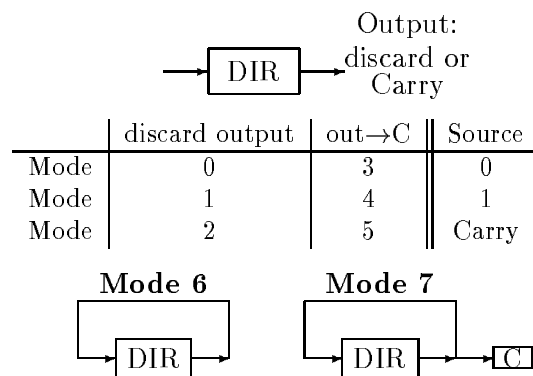 Output:
discard or
DIR
Carry
discard output out→C Source
Mode 0 3 0
Mode 1 4 1
Mode 2 5 Carry
Mode 6 Mode 7
DIR DIR C